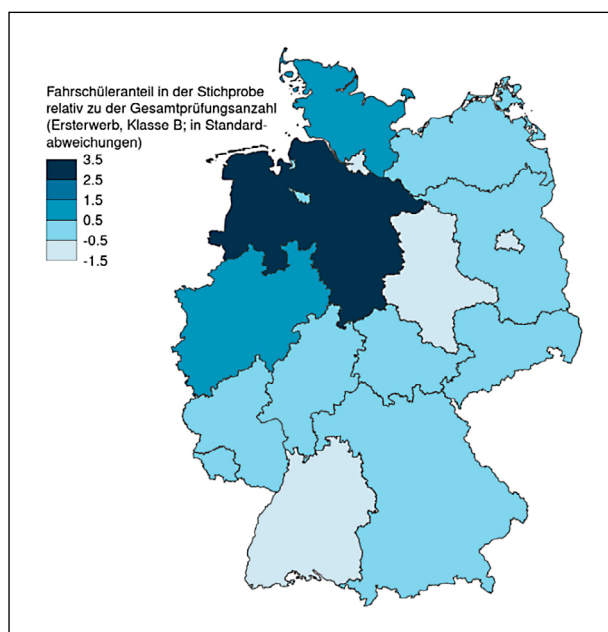 Fahrschüleranteil in der Stichprobe
relativ zu der Gesamtprüfungsanzahl
(Ersterwerb, Klasse B; in Standard-
abweichungen)
3.5
2.5
1.5
0.5
-0.5
-1.5